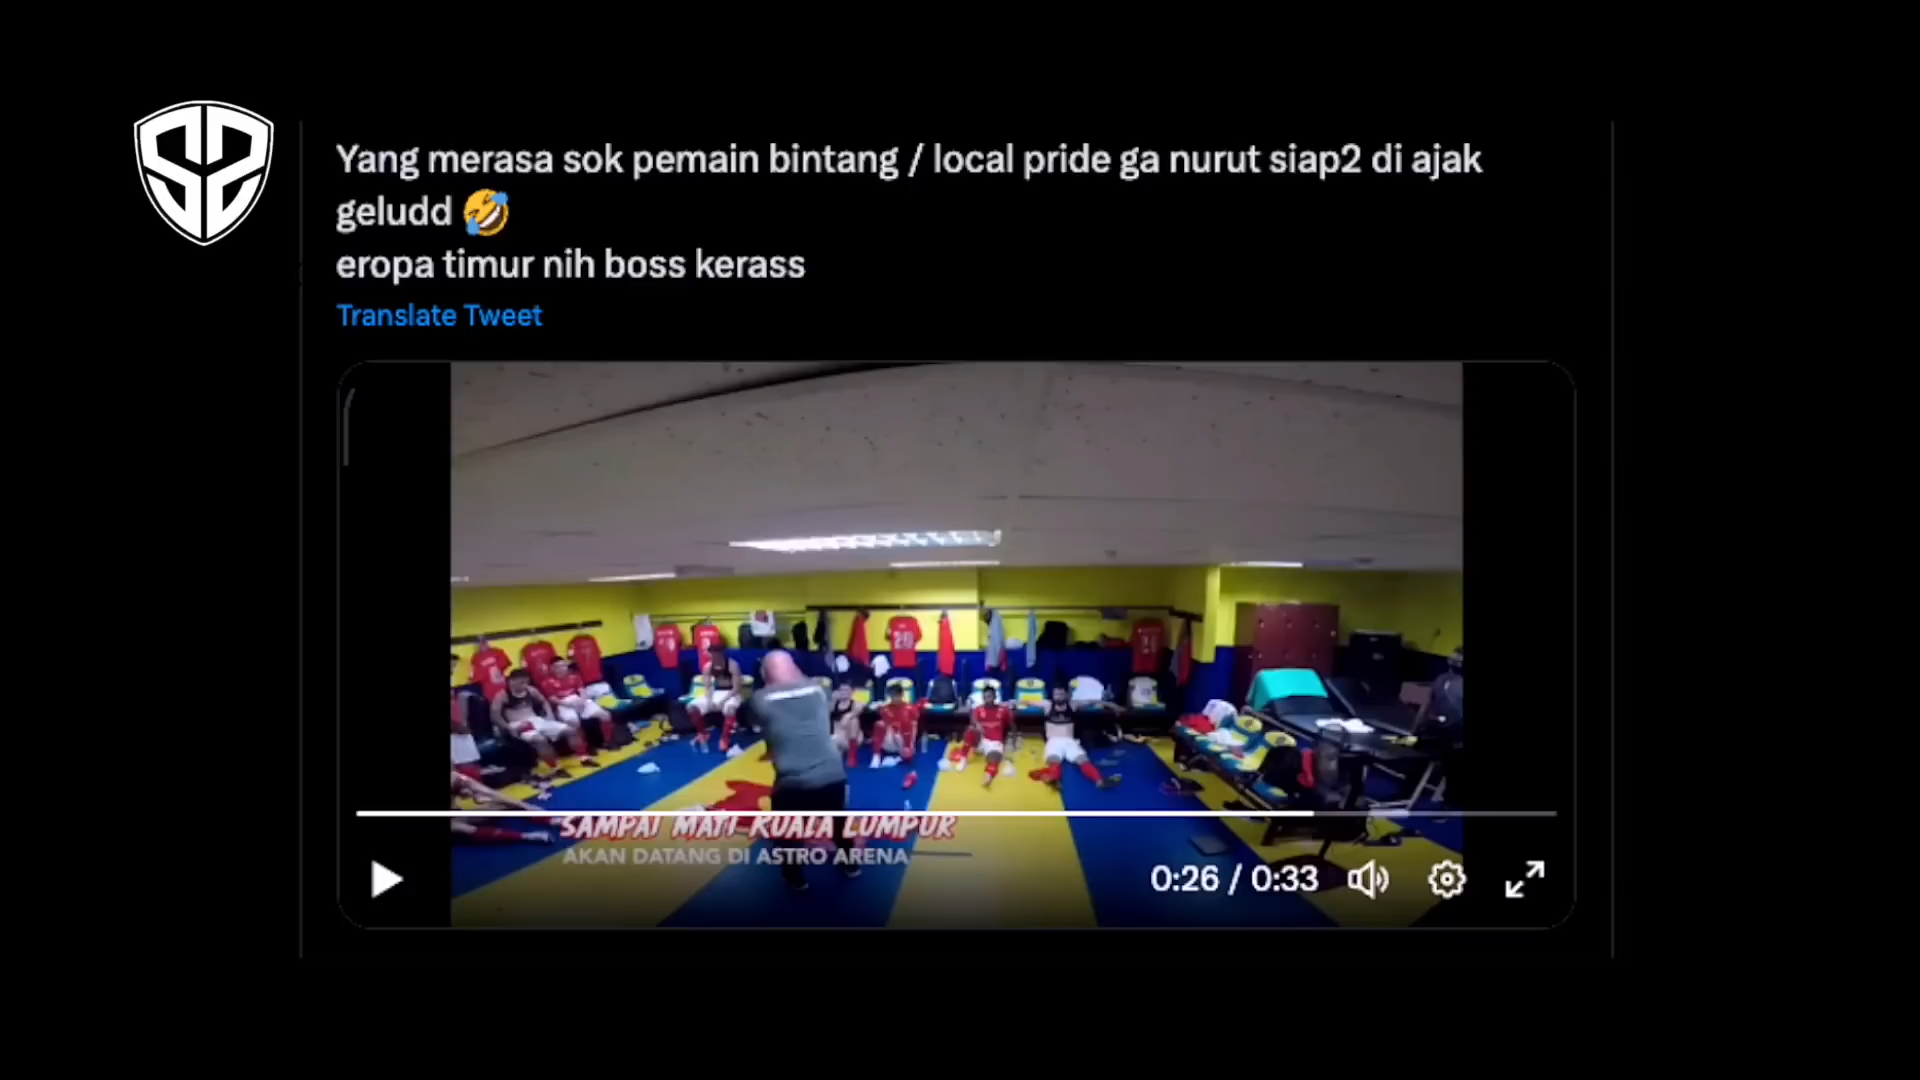 Yang merasa sok pemain bintang / local pride ga nurut siap2 di ajak
geludd 🤣
eropa timur nih boss kerass
Translate Tweet
20
SAMPAI MATI KUALA LUMPUR
AKAN DATANG DI ASTRO ARENA
0:26 / 0:33